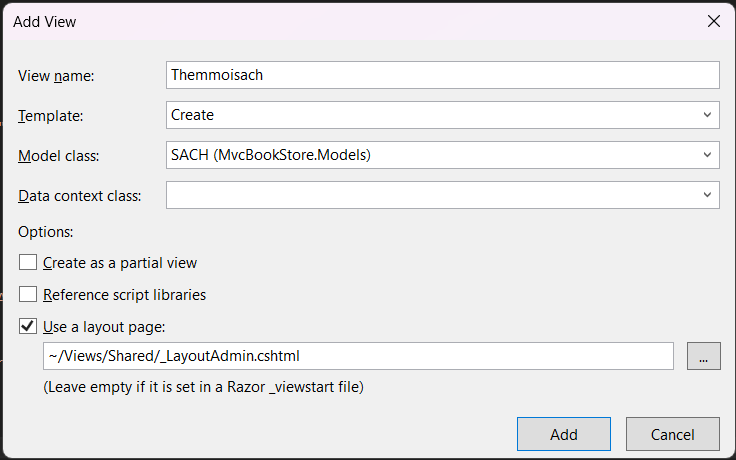 Add View
View name: Themmoisach
Template: Create
Model class: SACH (MvcBookStore.Models)
Data context class:
Options:
Create as a partial view
Reference script libraries
Use a layout page:
~/Views/Shared/_LayoutAdmin.cshtml ...
(Leave empty if it is set in a Razor _viewstart file)
Add Cancel